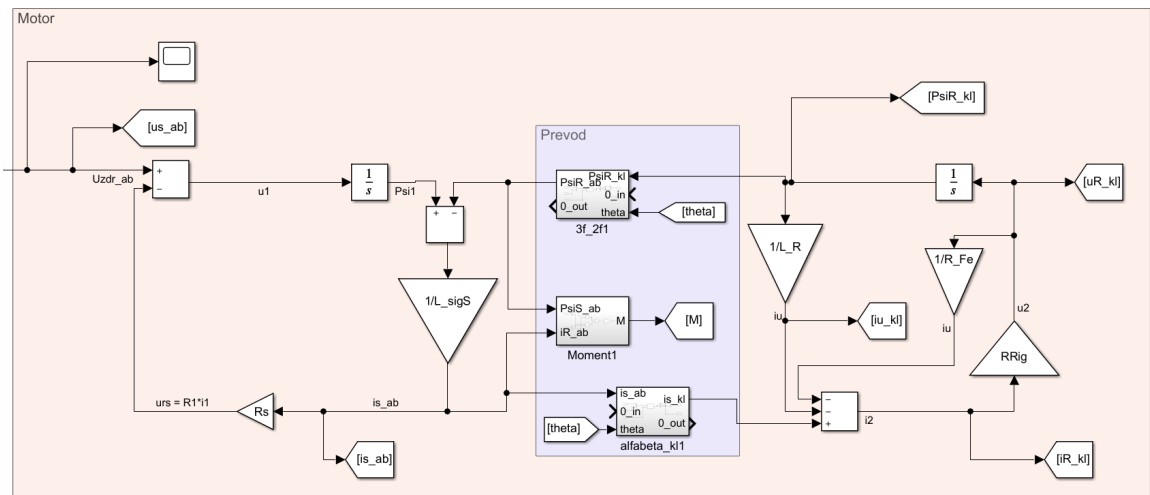 Motor
[PsiR_kl]
[us_ab]
Prevod
Uzdr_ab
+
−
u1
1
s
Psi1
+ −
PsiR_ab
PsiR_kl
0_in
0_out
theta
3f_2f1
[theta]
1
s
[uR_kl]
1/L_R
1/R_Fe
1/L_sigS
PsiS_ab
iR_ab
M
Moment1
[M]
iu
[iu_kl]
iu
u2
RRig
urs = R1*i1
Rs
is_ab
is_ab
is_kl
0_in
0_out
theta
alfabeta_kl1
[theta]
−
−
+
i2
[is_ab]
[iR_kl]